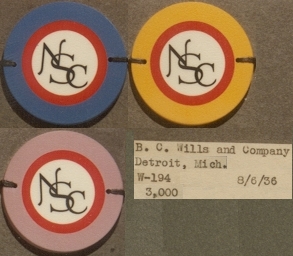 NSC
NSC
NSC
B. C. Wills and Company
Detroit, Mich.
W-194 8/6/36
3,000